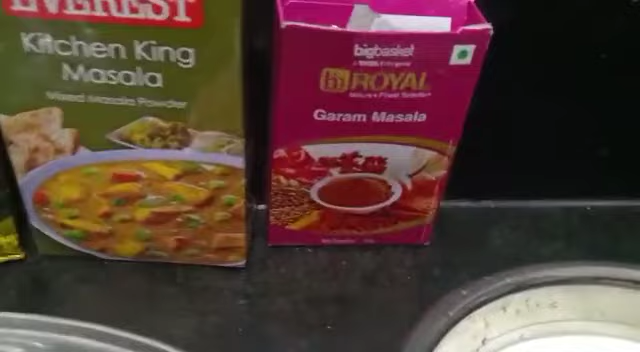 EVEREST
Kitchen King
Masala
Mixed Masala Powder
bigbasket
bb ROYAL
Garam Masala